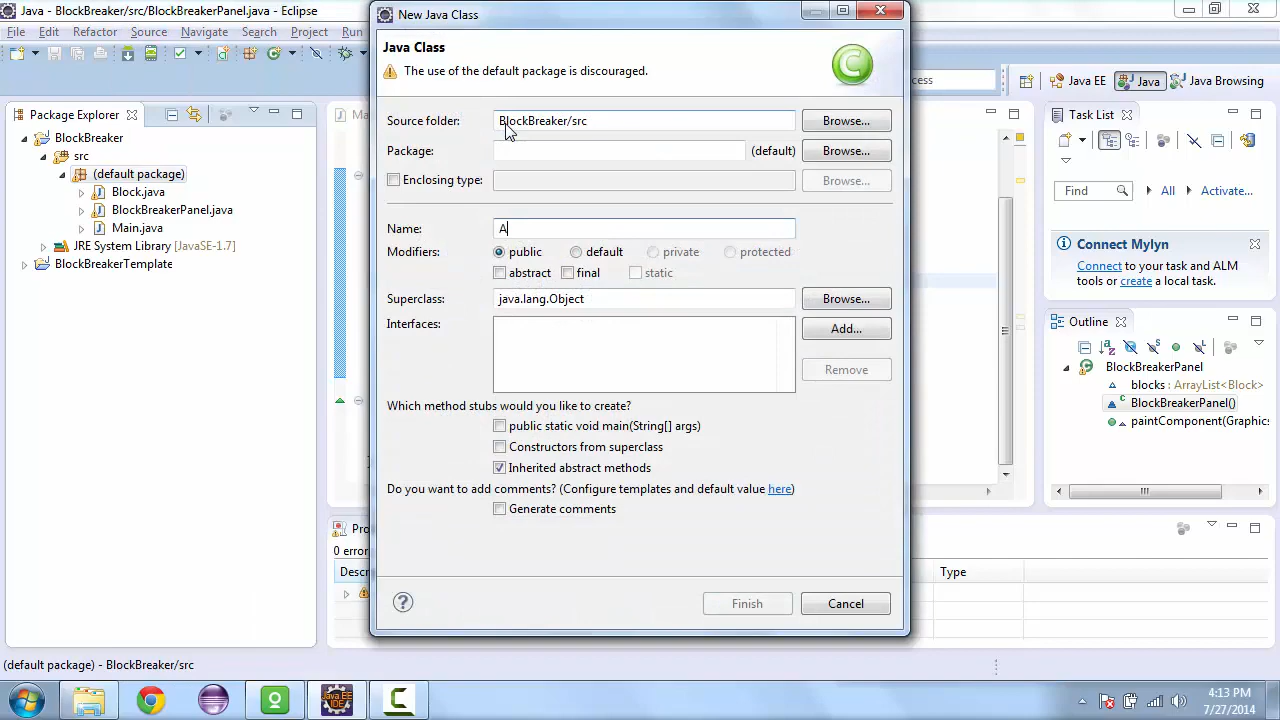 Java - BlockBreaker/src/BlockBreakerPanel.java - Eclipse
New Java Class
File Edit Refactor Source Navigate Search Project Run
Java Class
The use of the default package is discouraged.
C
Java EE Java Java Browsing
Package Explorer
Task List
BlockBreaker
Source folder: BlockBreaker/src Browse...
src
Package: (default) Browse...
(default package)
Enclosing type: Browse...
Block.java
Find All Activate...
BlockBreakerPanel.java
Main.java
Name: A
JRE System Library [JavaSE-1.7]
Modifiers: public default private protected
Connect Mylyn
BlockBreakerTemplate
abstract final static
Connect to your task and ALM
tools or create a local task.
Superclass: java.lang.Object Browse...
Interfaces: Add...
Outline
Remove
BlockBreakerPanel
blocks : ArrayList<Block>
Which method stubs would you like to create?
BlockBreakerPanel()
public static void main(String[] args)
paintComponent(Graphics
Constructors from superclass
Inherited abstract methods
Do you want to add comments? (Configure templates and default value here)
Generate comments
0 error
Type
Finish Cancel
(default package) - BlockBreaker/src
Java EE
IDE
4:13 PM
7/27/2014